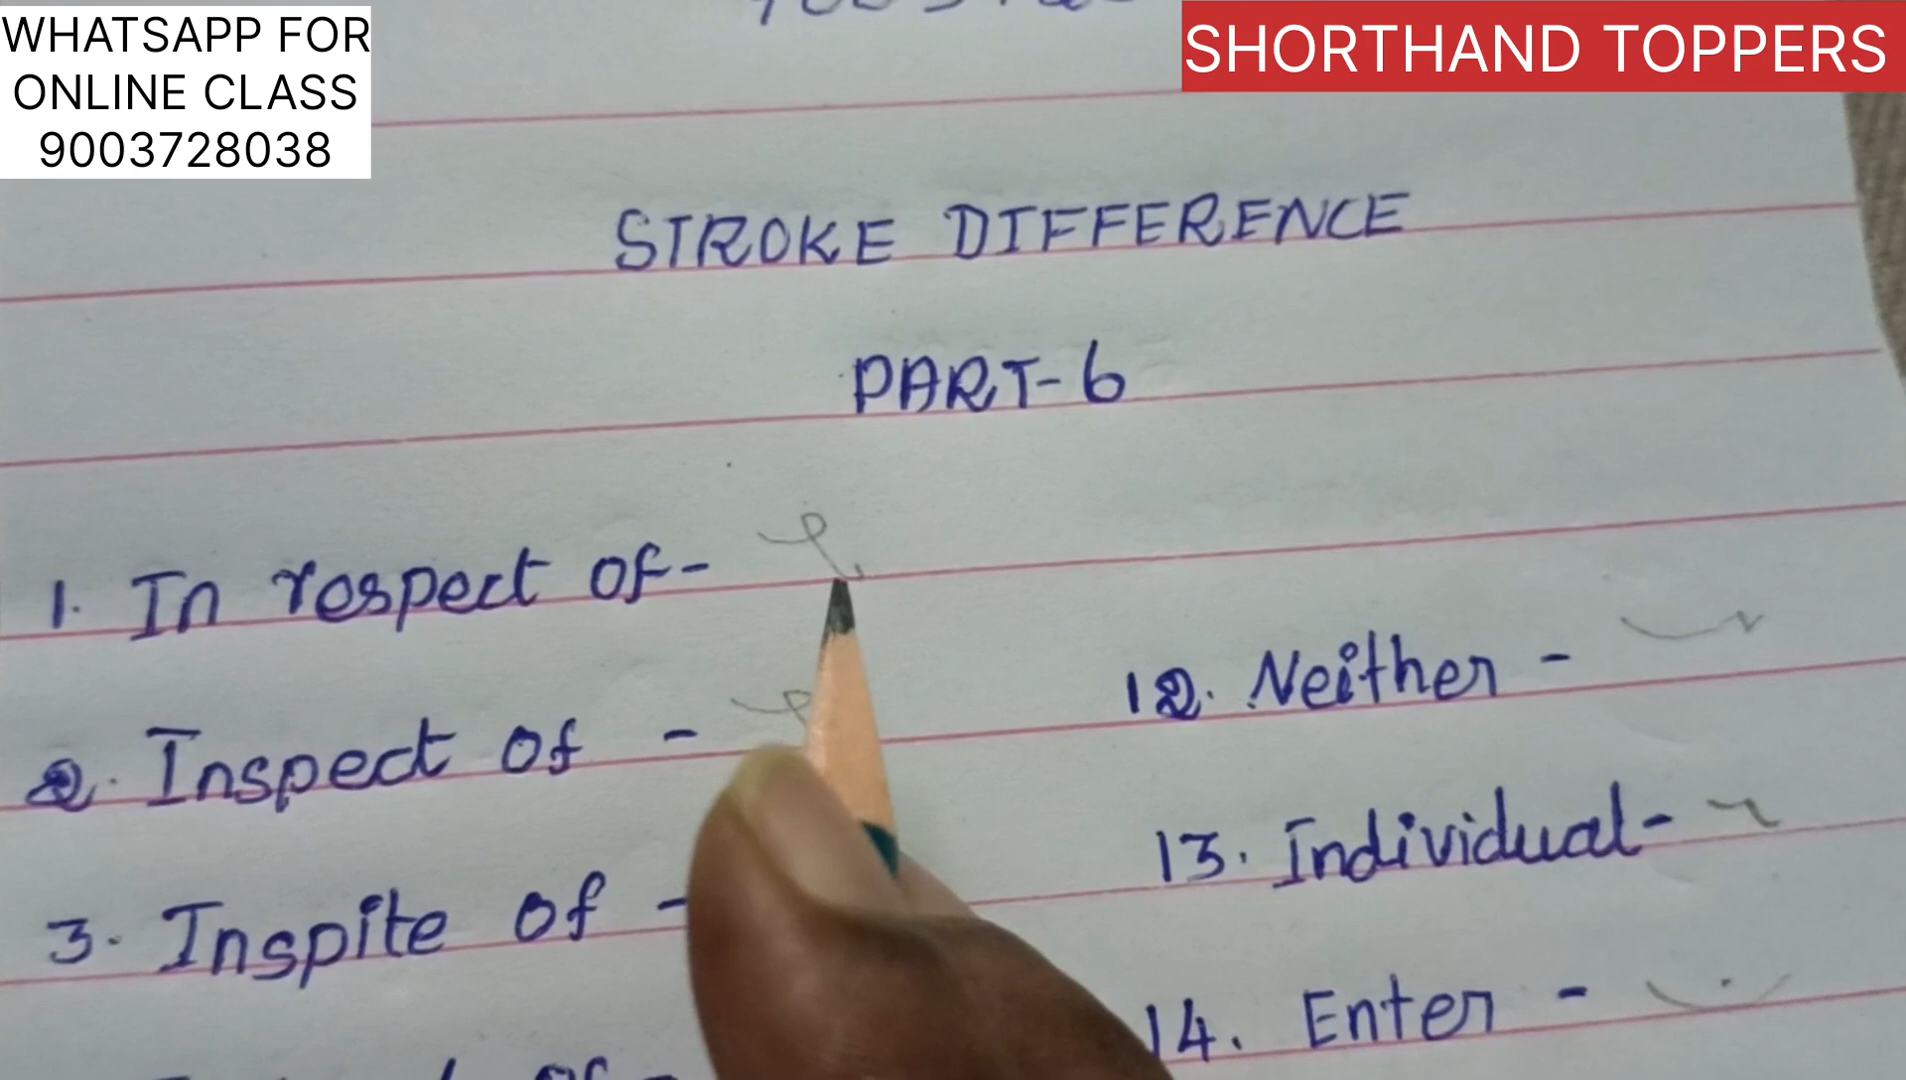 WHATSAPP FOR
ONLINE CLASS
9003728038
SHORTHAND TOPPERS
STROKE DIFFERENCE
PART-6
1. In respect of -
2. Inspect of -
3. Inspite of -
12. Neither -
13. Individual -
14. Enter -